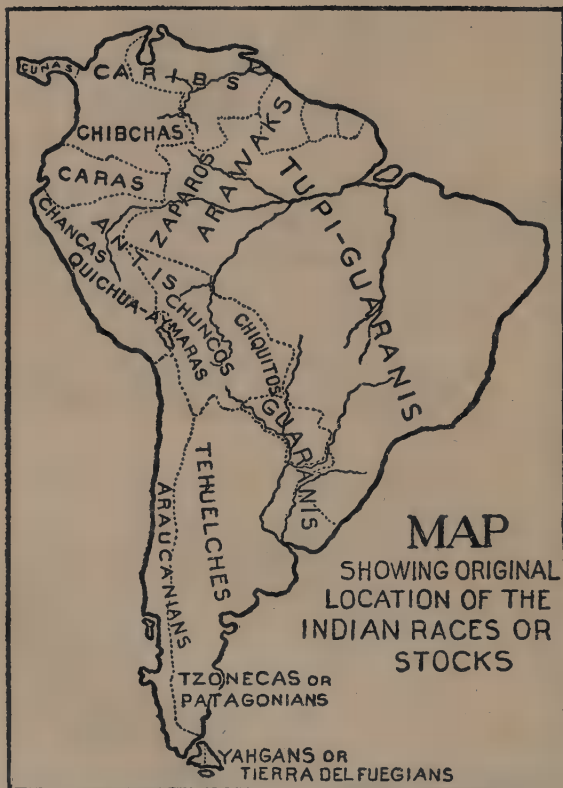 CUNAS
CARIBS
CHIBCHAS
CARAS
ZAPAROS
ARAWAKS
TUPI-GUARANIS
CHANCAS
ANTIS
QUICHUA-AYMARAS
CHUNCOS
CHIQUITOS
GUARANIS
TEHUELCHES
ARAUCANIANS
MAP
SHOWING ORIGINAL
LOCATION OF THE
INDIAN RACES OR
STOCKS
TZONECAS OR
PATAGONIANS
YAHGANS OR
TIERRA DEL FUEGIANS